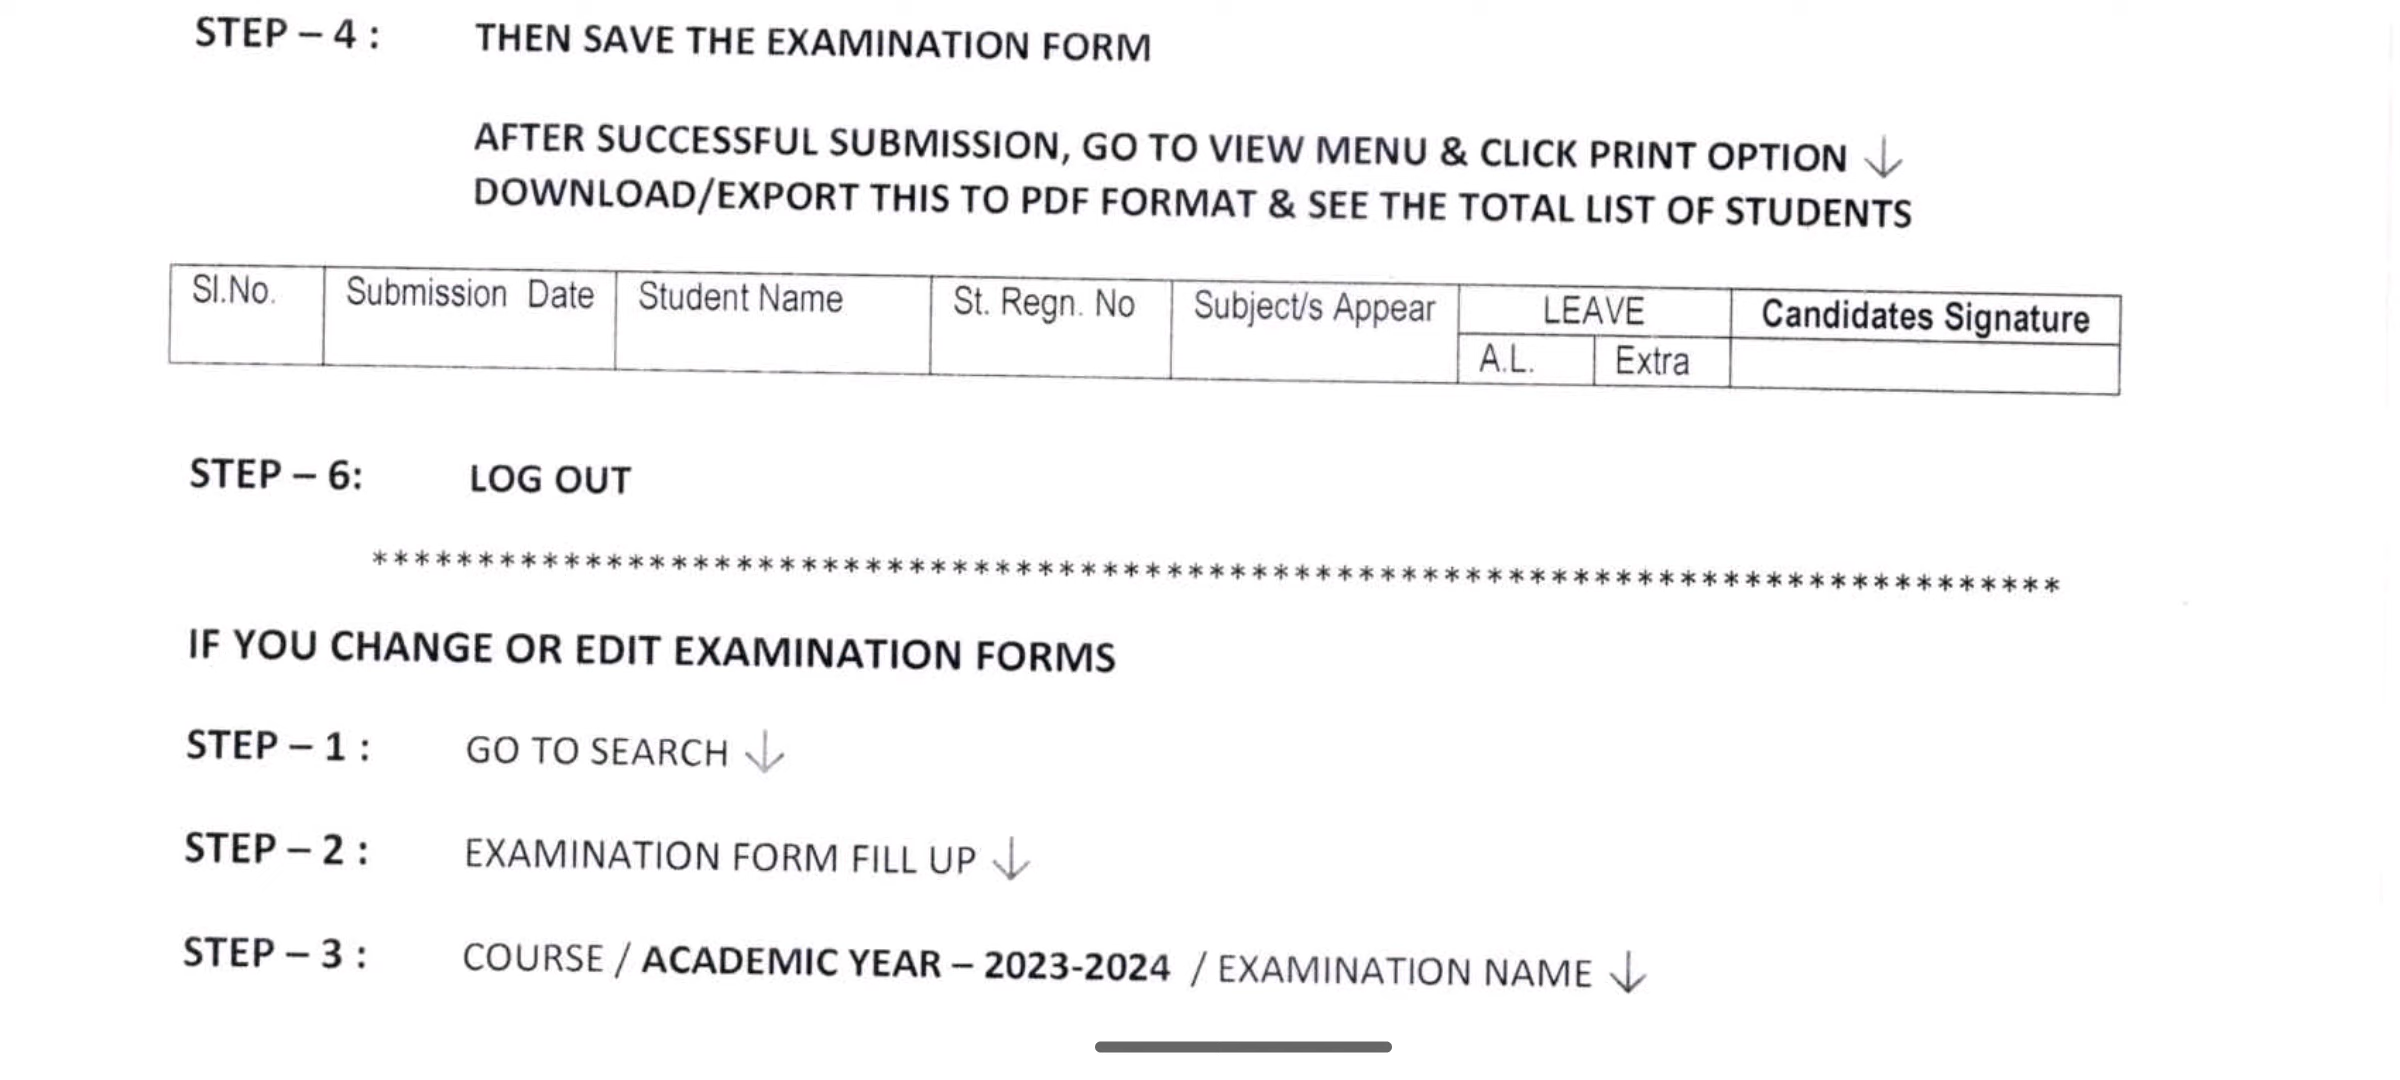 STEP – 4 : THEN SAVE THE EXAMINATION FORM
AFTER SUCCESSFUL SUBMISSION, GO TO VIEW MENU & CLICK PRINT OPTION ↓
DOWNLOAD/EXPORT THIS TO PDF FORMAT & SEE THE TOTAL LIST OF STUDENTS
Sl.No. Submission Date Student Name St. Regn. No Subject/s Appear LEAVE Candidates Signature
A.L. Extra
STEP – 6: LOG OUT
*******************************************************************************
IF YOU CHANGE OR EDIT EXAMINATION FORMS
STEP – 1 : GO TO SEARCH ↓
STEP – 2 : EXAMINATION FORM FILL UP ↓
STEP – 3 : COURSE / ACADEMIC YEAR – 2023-2024 / EXAMINATION NAME ↓